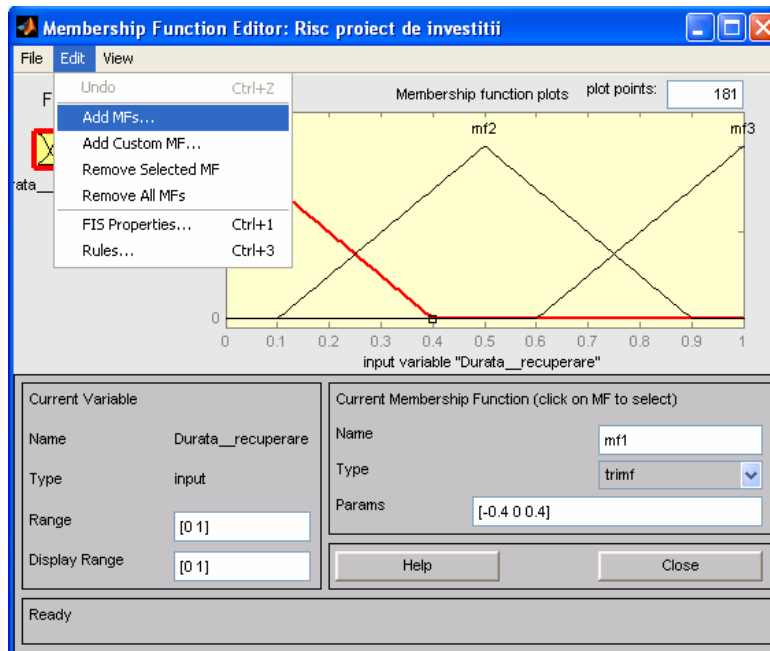 Membership Function Editor: Risc proiect de investitii
File Edit View
Undo Ctrl+Z
Add MFs...
Add Custom MF...
Remove Selected MF
Remove All MFs
FIS Properties... Ctrl+1
Rules... Ctrl+3
F
rata__
Membership function plots plot points: 181
mf2 mf3
0
0 0.1 0.2 0.3 0.4 0.5 0.6 0.7 0.8 0.9 1
input variable "Durata__recuperare"
Current Variable
Name Durata__recuperare
Type input
Range [0 1]
Display Range [0 1]
Current Membership Function (click on MF to select)
Name mf1
Type trimf
Params [-0.4 0 0.4]
Help Close
Ready